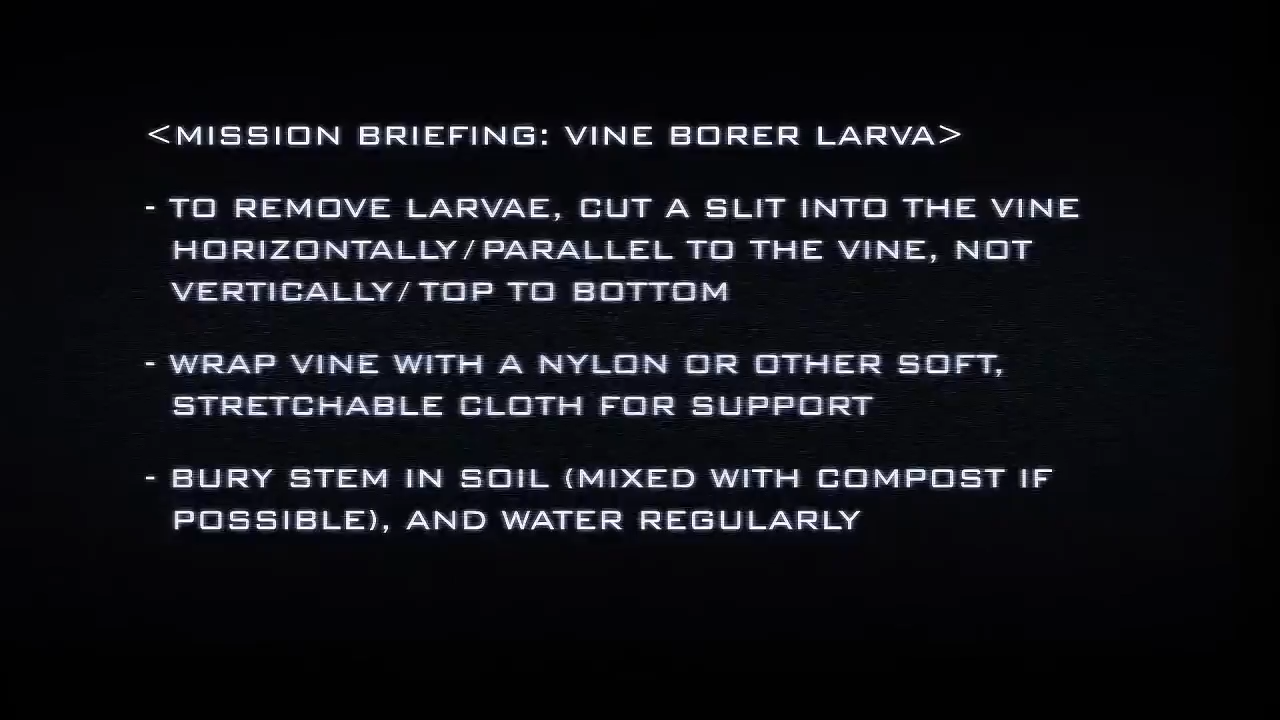 <MISSION BRIEFING: VINE BORER LARVA>
- TO REMOVE LARVAE, CUT A SLIT INTO THE VINE
HORIZONTALLY/PARALLEL TO THE VINE, NOT
VERTICALLY/TOP TO BOTTOM
- WRAP VINE WITH A NYLON OR OTHER SOFT,
STRETCHABLE CLOTH FOR SUPPORT
- BURY STEM IN SOIL (MIXED WITH COMPOST IF
POSSIBLE), AND WATER REGULARLY